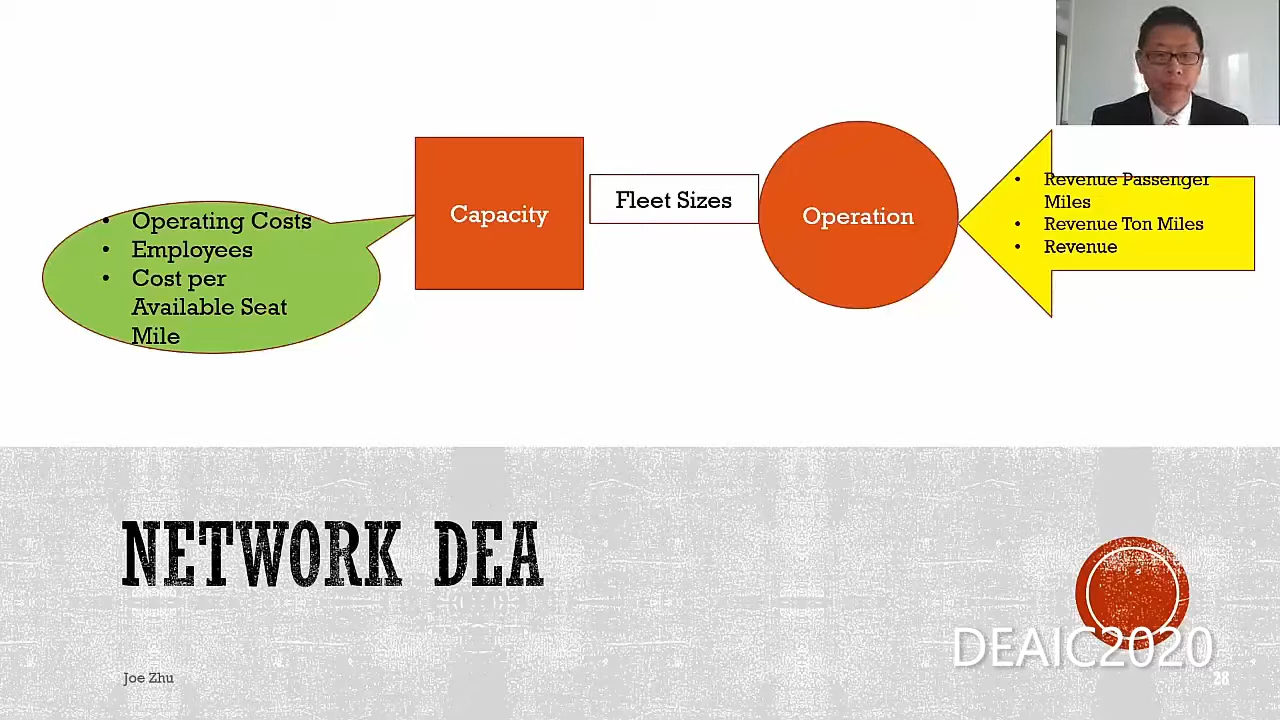 • Operating Costs
• Employees
• Cost per
Available Seat
Mile
Capacity
Fleet Sizes
Operation
• Revenue Passenger
Miles
• Revenue Ton Miles
• Revenue
NETWORK DEA
DEAIC2020
Joe Zhu
28